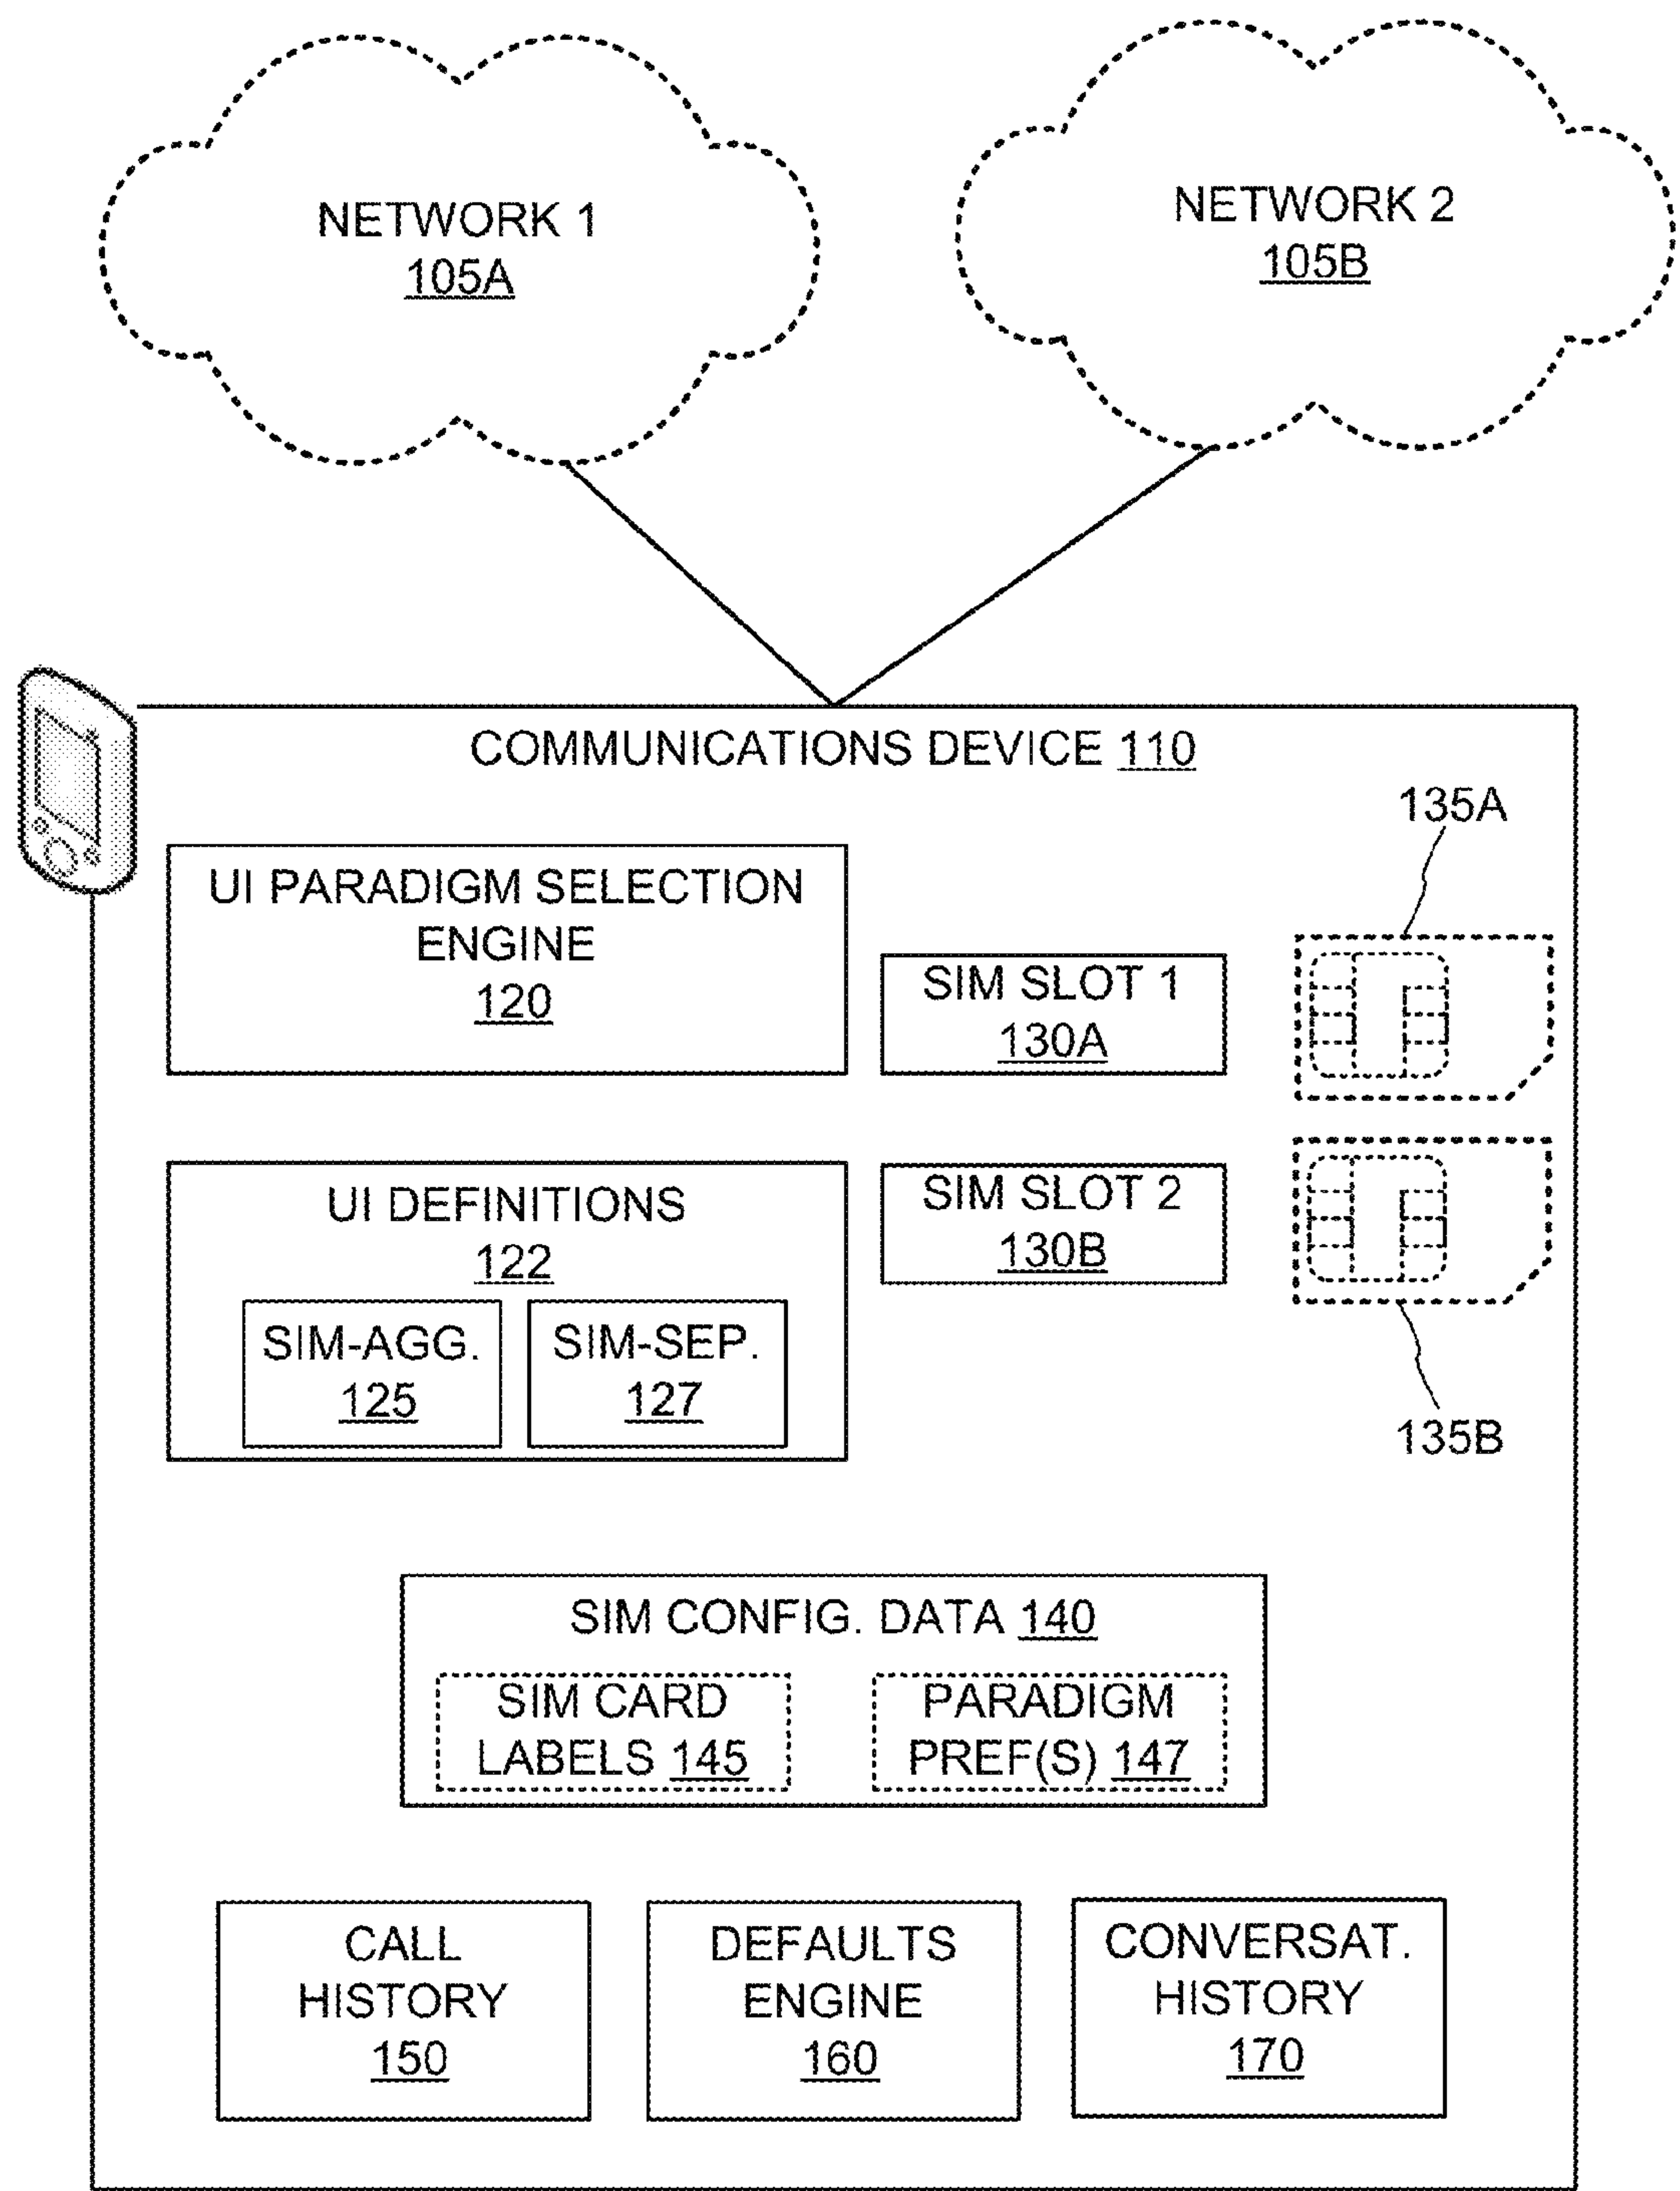 NETWORK 1
105A
NETWORK 2
105B
COMMUNICATIONS DEVICE 110
UI PARADIGM SELECTION
ENGINE
120
SIM SLOT 1
130A
135A
UI DEFINITIONS
122
SIM-AGG.
125
SIM-SEP.
127
SIM SLOT 2
130B
135B
SIM CONFIG. DATA 140
SIM CARD
LABELS 145
PARADIGM
PREF(S) 147
CALL
HISTORY
150
DEFAULTS
ENGINE
160
CONVERSAT.
HISTORY
170